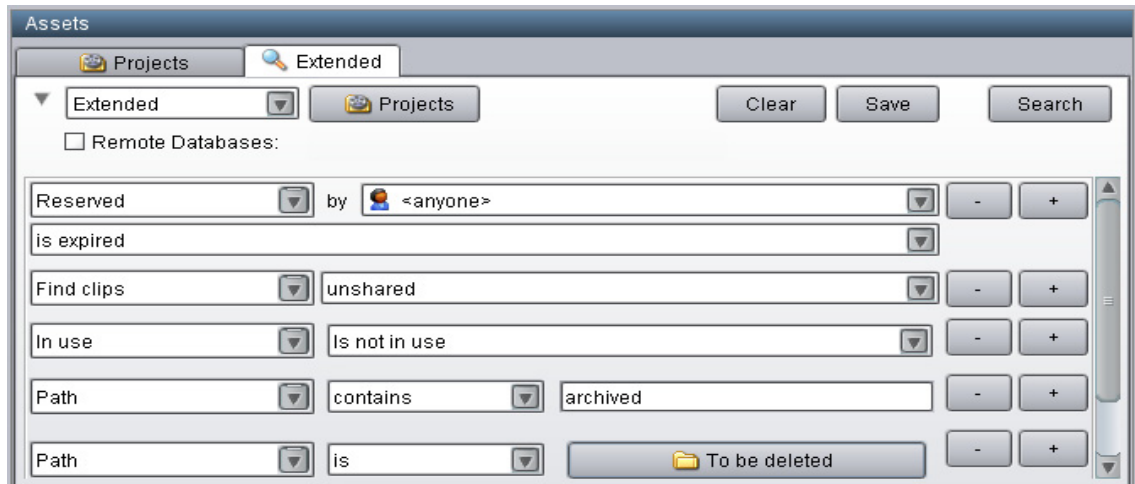 Assets
Projects Extended
Extended Projects Clear Save Search
Remote Databases:
Reserved by <anyone> - +
is expired
Find clips unshared - +
In use Is not in use - +
Path contains archived - +
Path is To be deleted - +